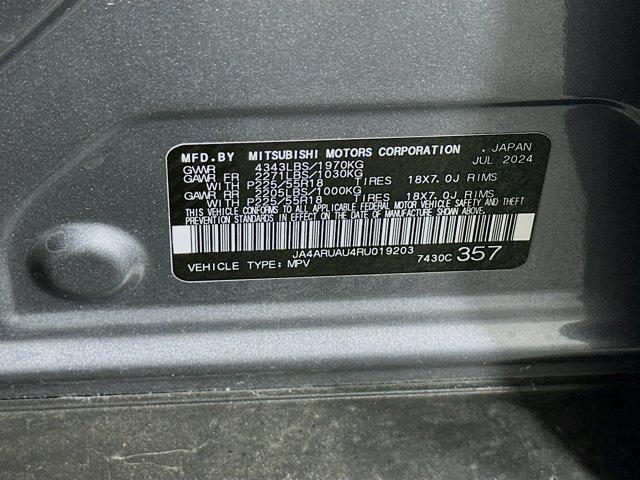 MFD.BY MITSUBISHI MOTORS CORPORATION . JAPAN
GVWR 4343LBS/1970KG JUL 2024
GAWR FR 2271LBS/1030KG
WITH P225/55R18 TIRES 18X7.0J RIMS
GAWR RR 2205LBS/1000KG
WITH P225/55R18 TIRES 18X7.0J RIMS
THIS VEHICLE CONFORMS TO ALL APPLICABLE FEDERAL MOTOR VEHICLE SAFETY AND THEFT
PREVENTION STANDARDS IN EFFECT ON THE DATE OF MANUFACTURE SHOWN ABOVE.
JA4ARUAU4RU019203
VEHICLE TYPE: MPV 7430C 357